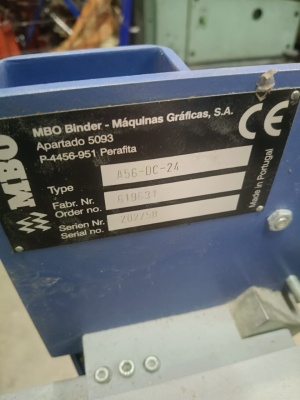 MBO
MBO Binder - Máquinas Gráficas, S.A.
Apartado 5093
P-4456-951 Perafita
Type A56-DC-24
Fabr. Nr.
Order no.
Serien Nr.
Serial no.
CE
Made in Portugal